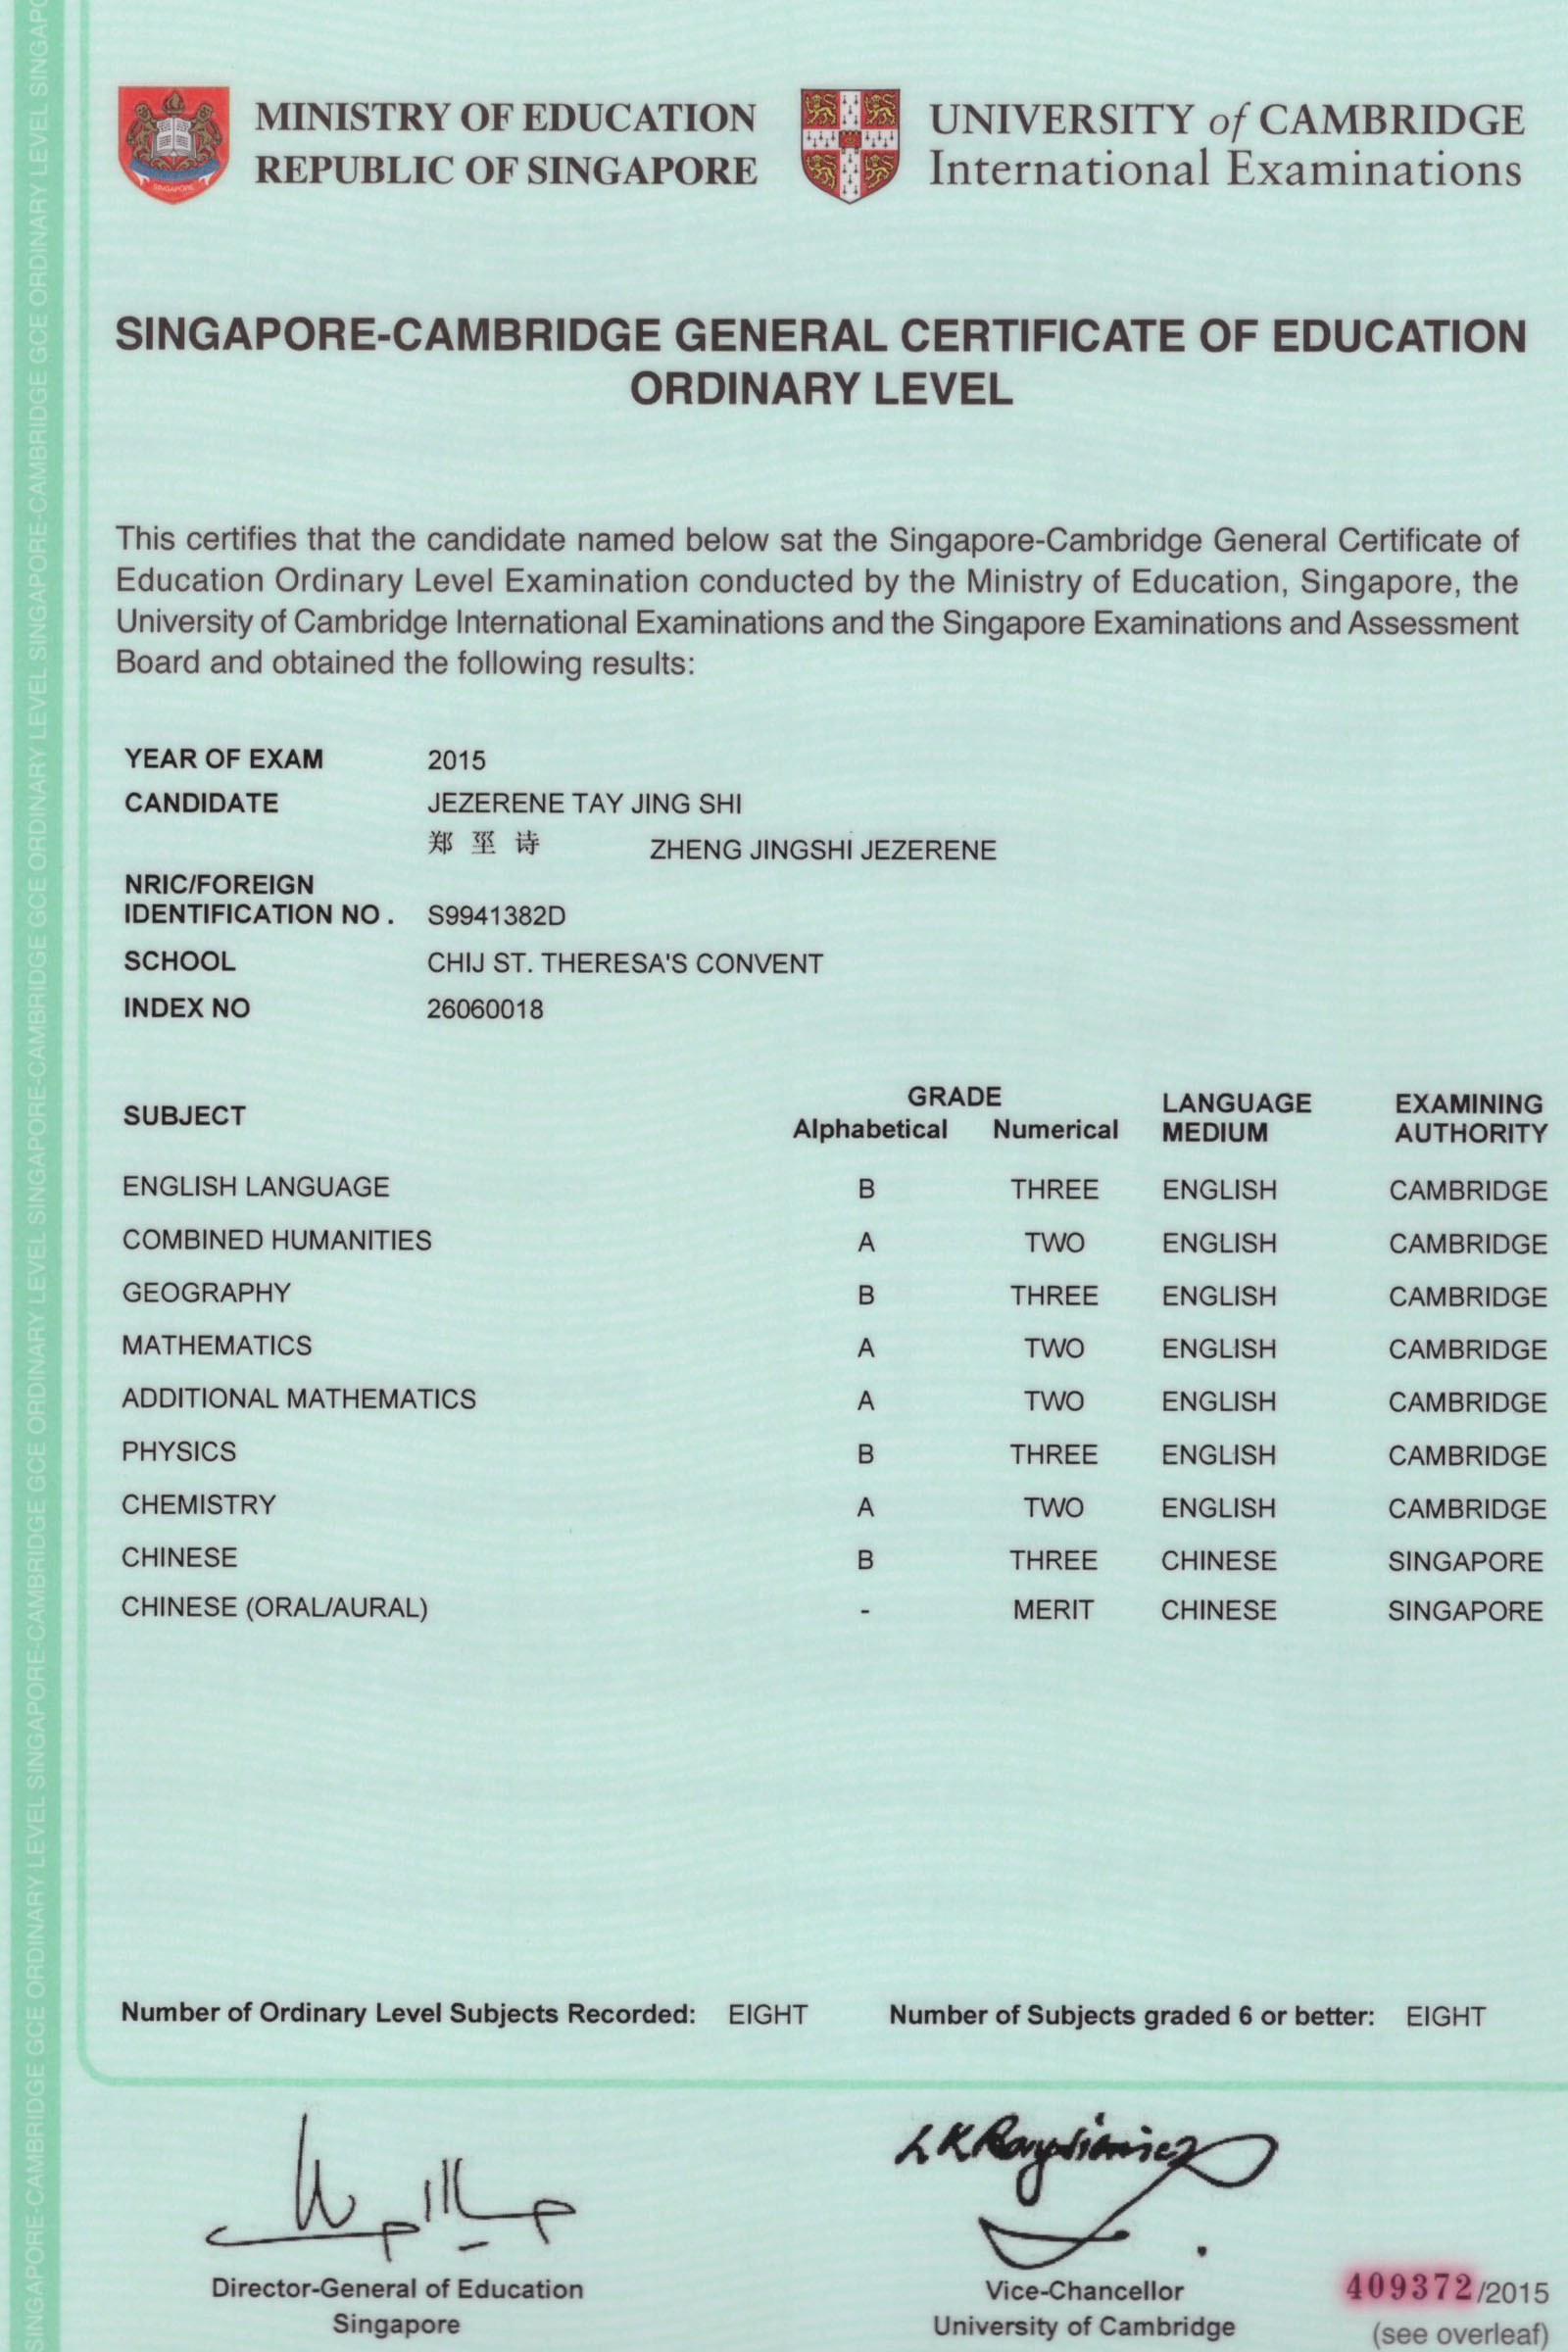 MINISTRY OF EDUCATION
REPUBLIC OF SINGAPORE
UNIVERSITY of CAMBRIDGE
International Examinations
SINGAPORE-CAMBRIDGE GENERAL CERTIFICATE OF EDUCATION
ORDINARY LEVEL
This certifies that the candidate named below sat the Singapore-Cambridge General Certificate of
Education Ordinary Level Examination conducted by the Ministry of Education, Singapore, the
University of Cambridge International Examinations and the Singapore Examinations and Assessment
Board and obtained the following results:
YEAR OF EXAM 2015
CANDIDATE JEZERENE TAY JING SHI
郑 坙 诗 ZHENG JINGSHI JEZERENE
NRIC/FOREIGN
IDENTIFICATION NO. S9941382D
SCHOOL CHIJ ST. THERESA'S CONVENT
INDEX NO 26060018
SUBJECT GRADE LANGUAGE EXAMINING
Alphabetical Numerical MEDIUM AUTHORITY
ENGLISH LANGUAGE B THREE ENGLISH CAMBRIDGE
COMBINED HUMANITIES A TWO ENGLISH CAMBRIDGE
GEOGRAPHY B THREE ENGLISH CAMBRIDGE
MATHEMATICS A TWO ENGLISH CAMBRIDGE
ADDITIONAL MATHEMATICS A TWO ENGLISH CAMBRIDGE
PHYSICS B THREE ENGLISH CAMBRIDGE
CHEMISTRY A TWO ENGLISH CAMBRIDGE
CHINESE B THREE CHINESE SINGAPORE
CHINESE (ORAL/AURAL) - MERIT CHINESE SINGAPORE
Number of Ordinary Level Subjects Recorded: EIGHT Number of Subjects graded 6 or better: EIGHT
Director-General of Education
Singapore
Vice-Chancellor
University of Cambridge
409372/2015
(see overleaf)
SINGAPORE-CAMBRIDGE GCE ORDINARY LEVEL SINGAPORE-CAMBRIDGE GCE ORDINARY LEVEL SINGAPORE-CAMBRIDGE GCE ORDINARY LEVEL SINGAPORE-CAMBRIDGE GCE ORDINARY LEVEL